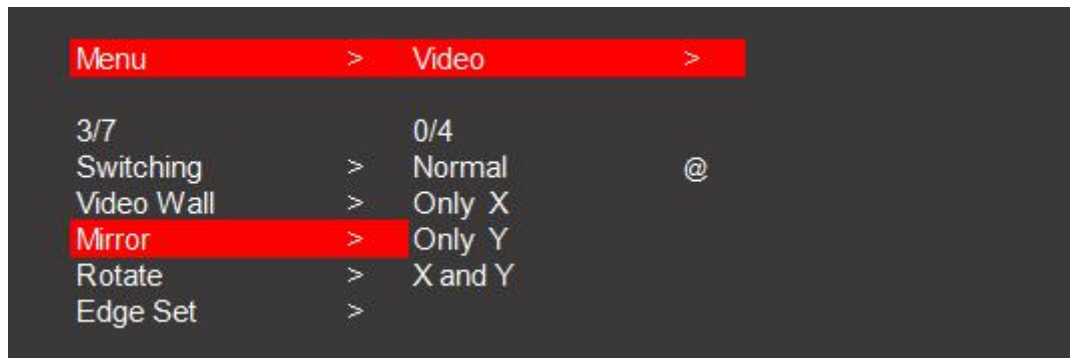 Menu > Video >
3/7 0/4
Switching > Normal @
Video Wall > Only X
Mirror > Only Y
Rotate > X and Y
Edge Set >